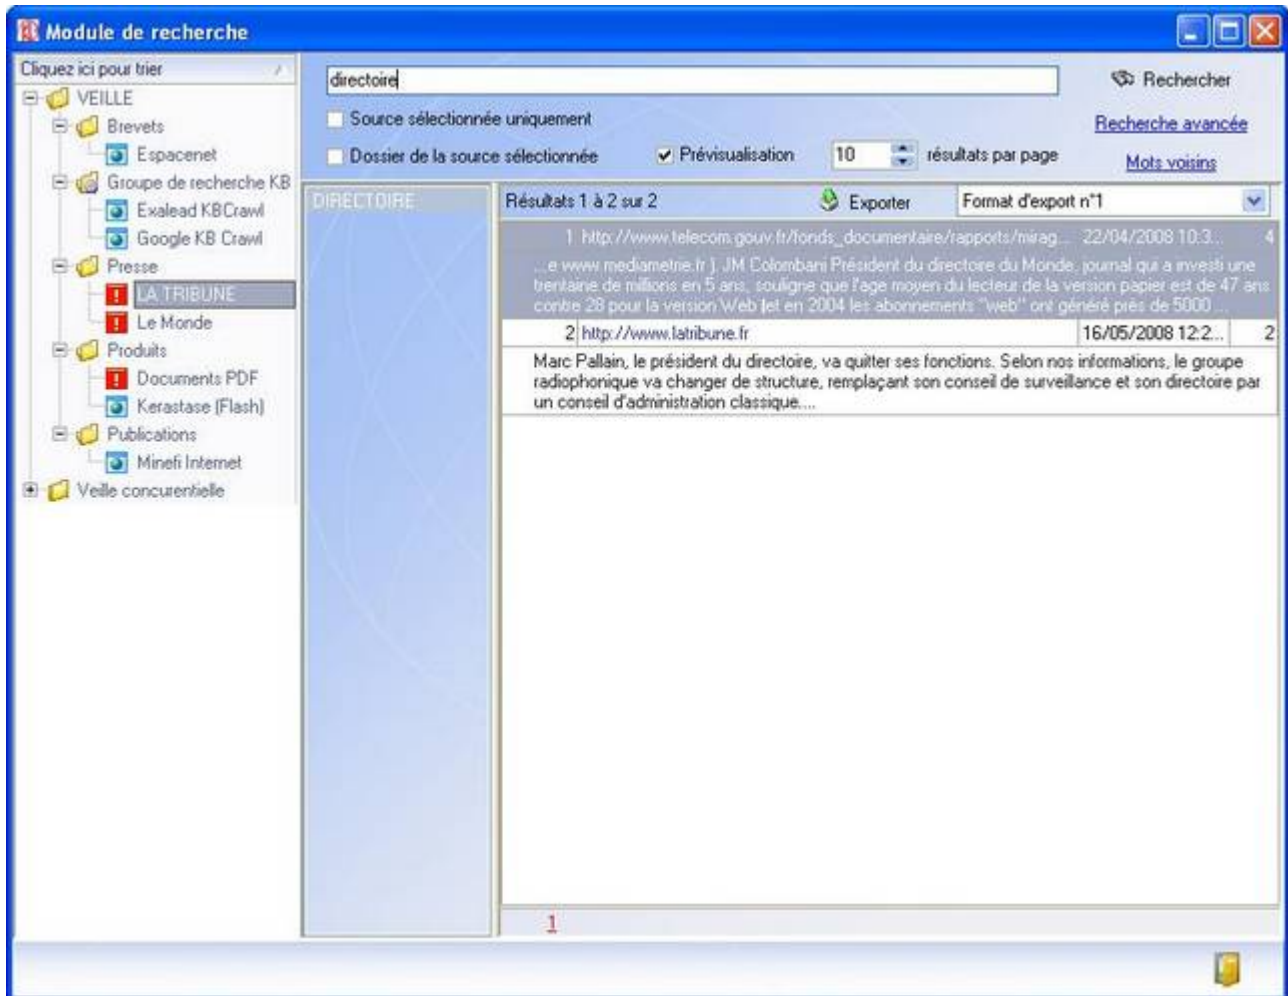 Module de recherche
Cliquez ici pour trier
VEILLE
Brevets
Espacenet
Groupe de recherche KB
Exalead KBCrawl
Google KB Crawl
Presse
LA TRIBUNE
Le Monde
Produits
Documents PDF
Kerastase (Flash)
Publications
Minefi Internet
Veille concurentielle
directoire
Rechercher
Source sélectionnée uniquement
Recherche avancée
Dossier de la source sélectionnée
Prévisualisation
10
résultats par page
Mots voisins
DIRECTOIRE
Résultats 1 à 2 sur 2
Exporter
Format d'export n°1
1 http://www.telecom.gouv.fr/fonds_documentaire/rapports/mirag... 22/04/2008 10:3... 4
...e www.mediametrie.fr ]. JM Colombani Président du directoire du Monde, journal qui a investi une
trentaine de millions en 5 ans, souligne que l'age moyen du lecteur de la version papier est de 47 ans
contre 28 pour la version Web [et en 2004 les abonnements "web" ont généré près de 5000 ...
2 http://www.latribune.fr 16/05/2008 12:2... 2
Marc Pallain, le président du directoire, va quitter ses fonctions. Selon nos informations, le groupe
radiophonique va changer de structure, remplaçant son conseil de surveillance et son directoire par
un conseil d'administration classique....
1